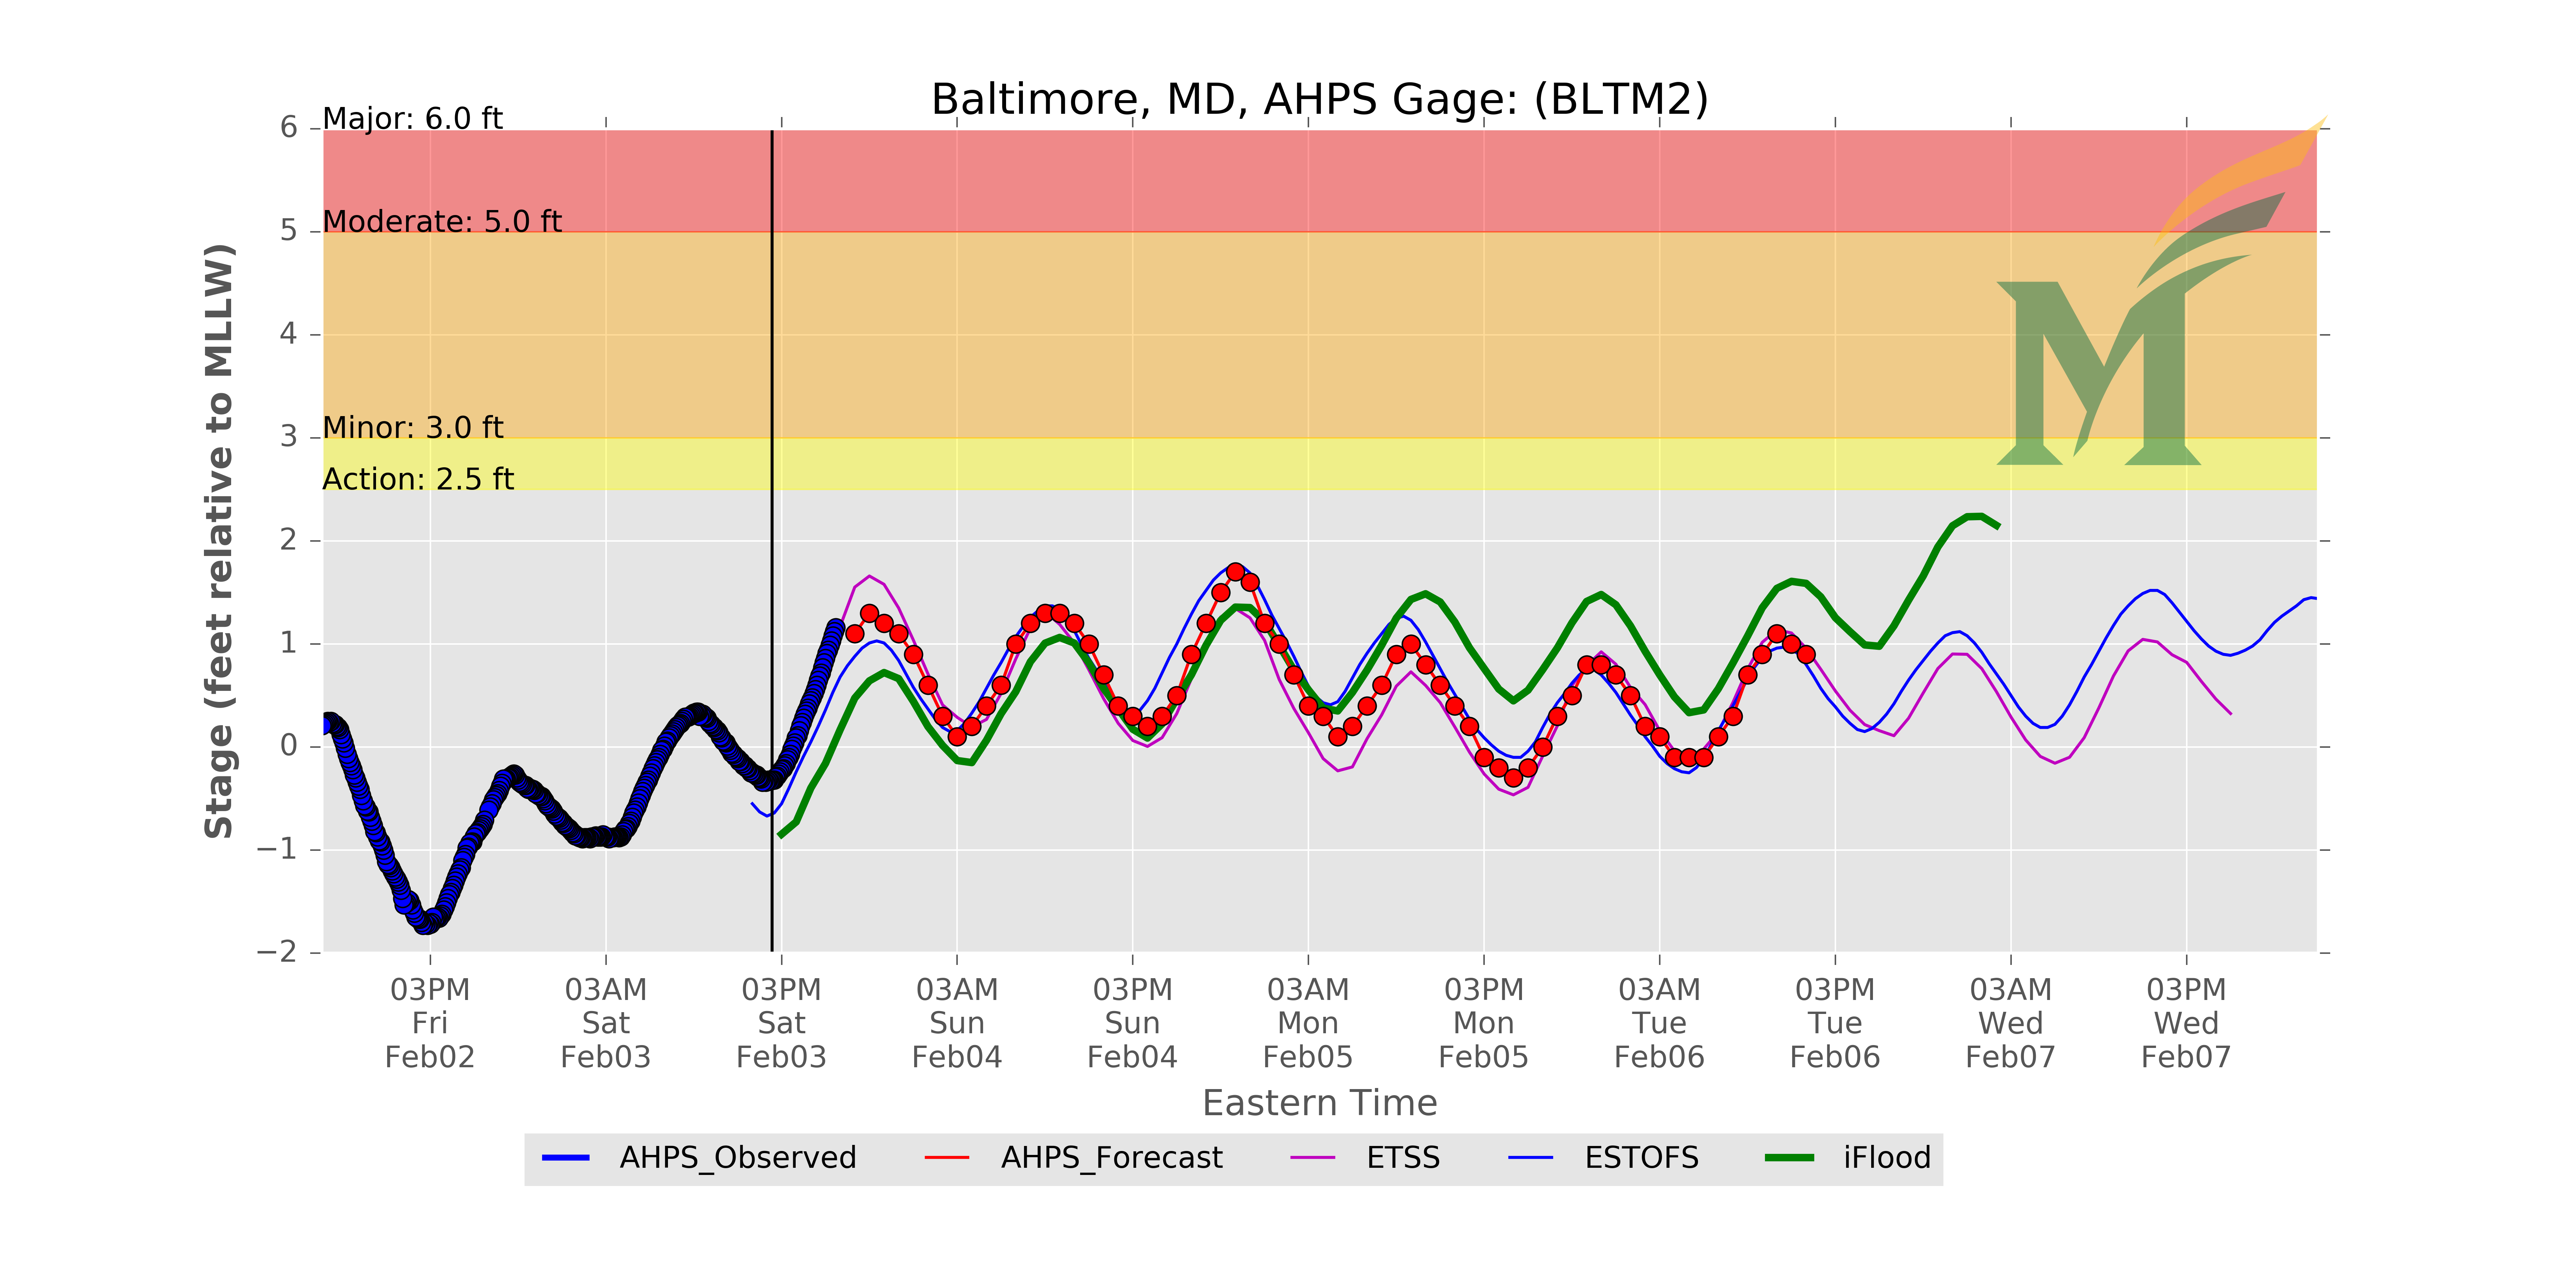 Baltimore, MD, AHPS Gage: (BLTM2)
Major: 6.0 ft
Moderate: 5.0 ft
Minor: 3.0 ft
Action: 2.5 ft
6
5
4
3
2
1
0
−1
−2
Stage (feet relative to MLLW)
03PM 03AM 03PM 03AM 03PM 03AM 03PM 03AM 03PM 03AM 03PM
Fri Sat Sat Sun Sun Mon Mon Tue Tue Wed Wed
Feb02 Feb03 Feb03 Feb04 Feb04 Feb05 Feb05 Feb06 Feb06 Feb07 Feb07
Eastern Time
AHPS_Observed AHPS_Forecast ETSS ESTOFS iFlood
M